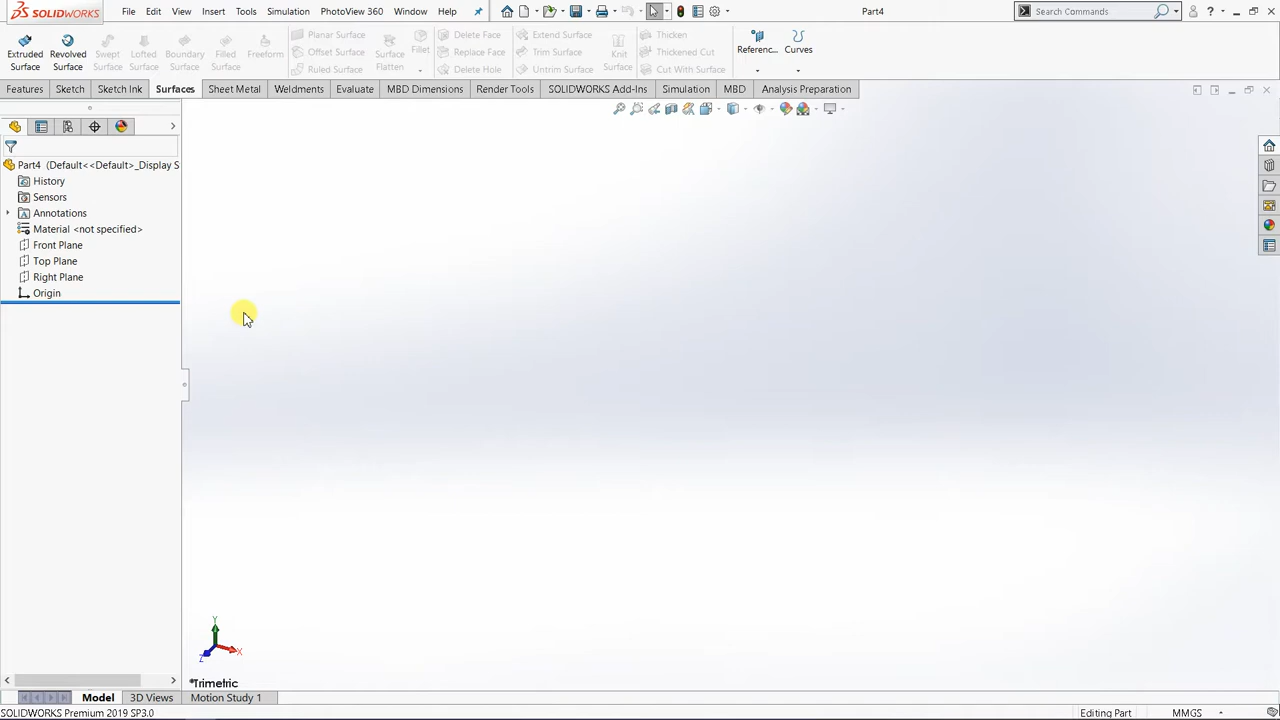 SOLIDWORKS File Edit View Insert Tools Simulation PhotoView 360 Window Help Part4 Search Commands
Extruded Surface Revolved Surface Swept Surface Lofted Surface Boundary Surface Filled Surface Freeform
Planar Surface
Offset Surface
Ruled Surface
Surface Flatten
Fillet
Delete Face
Replace Face
Delete Hole
Extend Surface
Trim Surface
Untrim Surface
Knit Surface
Thicken
Thickened Cut
Cut With Surface
Referenc...
Curves
Features Sketch Sketch Ink Surfaces Sheet Metal Weldments Evaluate MBD Dimensions Render Tools SOLIDWORKS Add-Ins Simulation MBD Analysis Preparation
Part4 (Default<<Default>_Display S
History
Sensors
Annotations
Material <not specified>
Front Plane
Top Plane
Right Plane
Origin
Y
X
Z
*Trimetric
Model 3D Views Motion Study 1
SOLIDWORKS Premium 2019 SP3.0 Editing Part MMGS